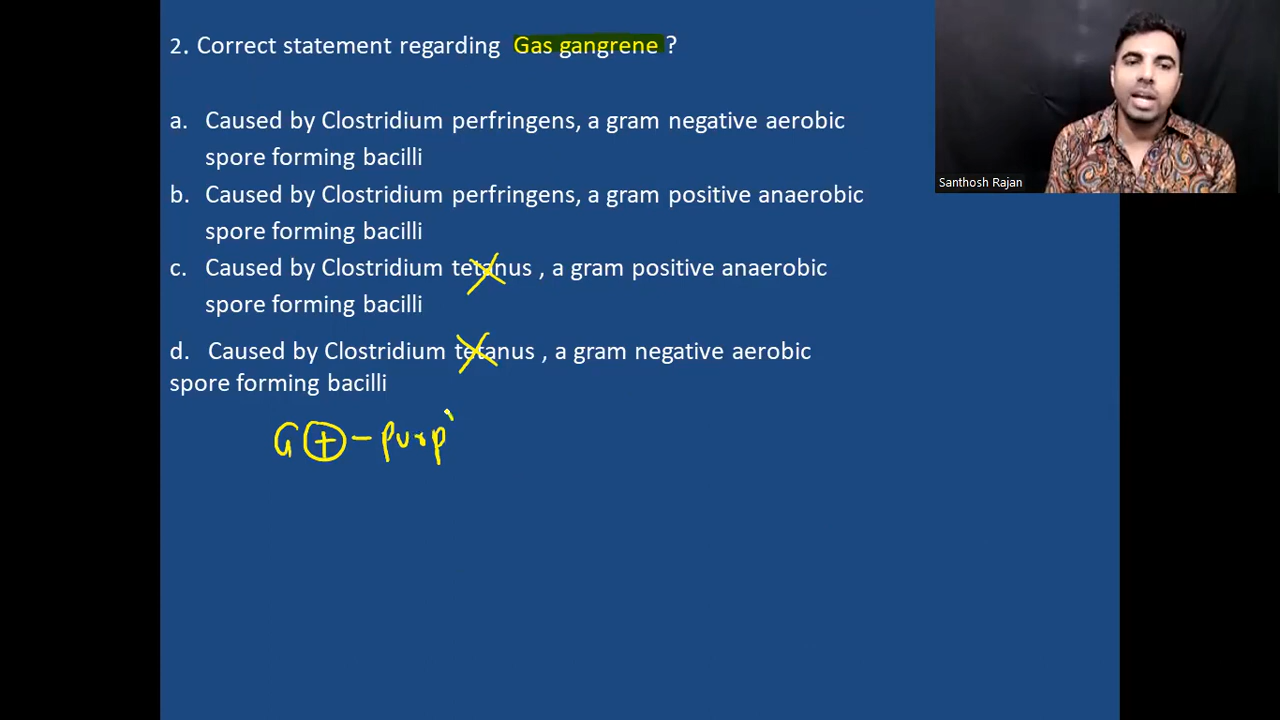 2. Correct statement regarding Gas gangrene ?
a. Caused by Clostridium perfringens, a gram negative aerobic
spore forming bacilli
b. Caused by Clostridium perfringens, a gram positive anaerobic
spore forming bacilli
c. Caused by Clostridium tetanus , a gram positive anaerobic
spore forming bacilli
d. Caused by Clostridium tetanus , a gram negative aerobic
spore forming bacilli
G + - purp
Santhosh Rajan